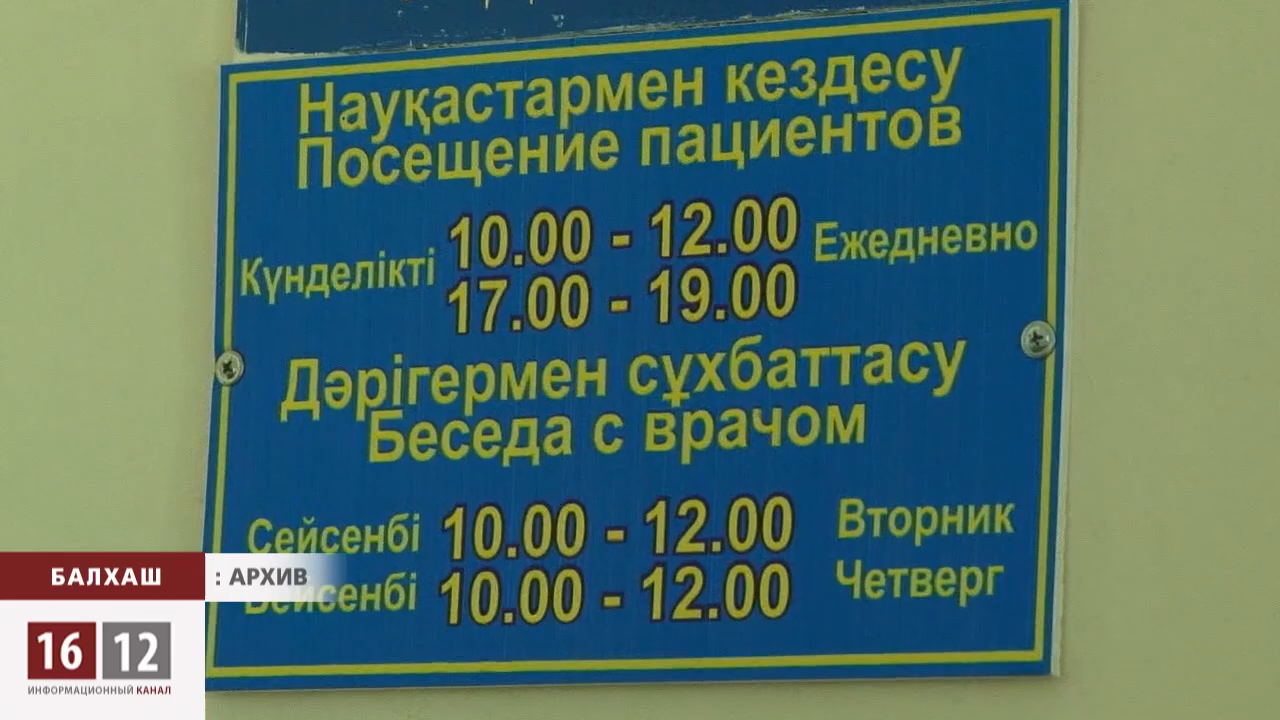 Науқастармен кездесу
Посещение пациентов
Күнделікті 10.00 - 12.00 Ежедневно
17.00 - 19.00
Дәрігермен сұхбаттасу
Беседа с врачом
Сейсенбі 10.00 - 12.00 Вторник
Бейсенбі 10.00 - 12.00 Четверг
БАЛХАШ : АРХИВ
16 12
ИНФОРМАЦИОННЫЙ КАНАЛ